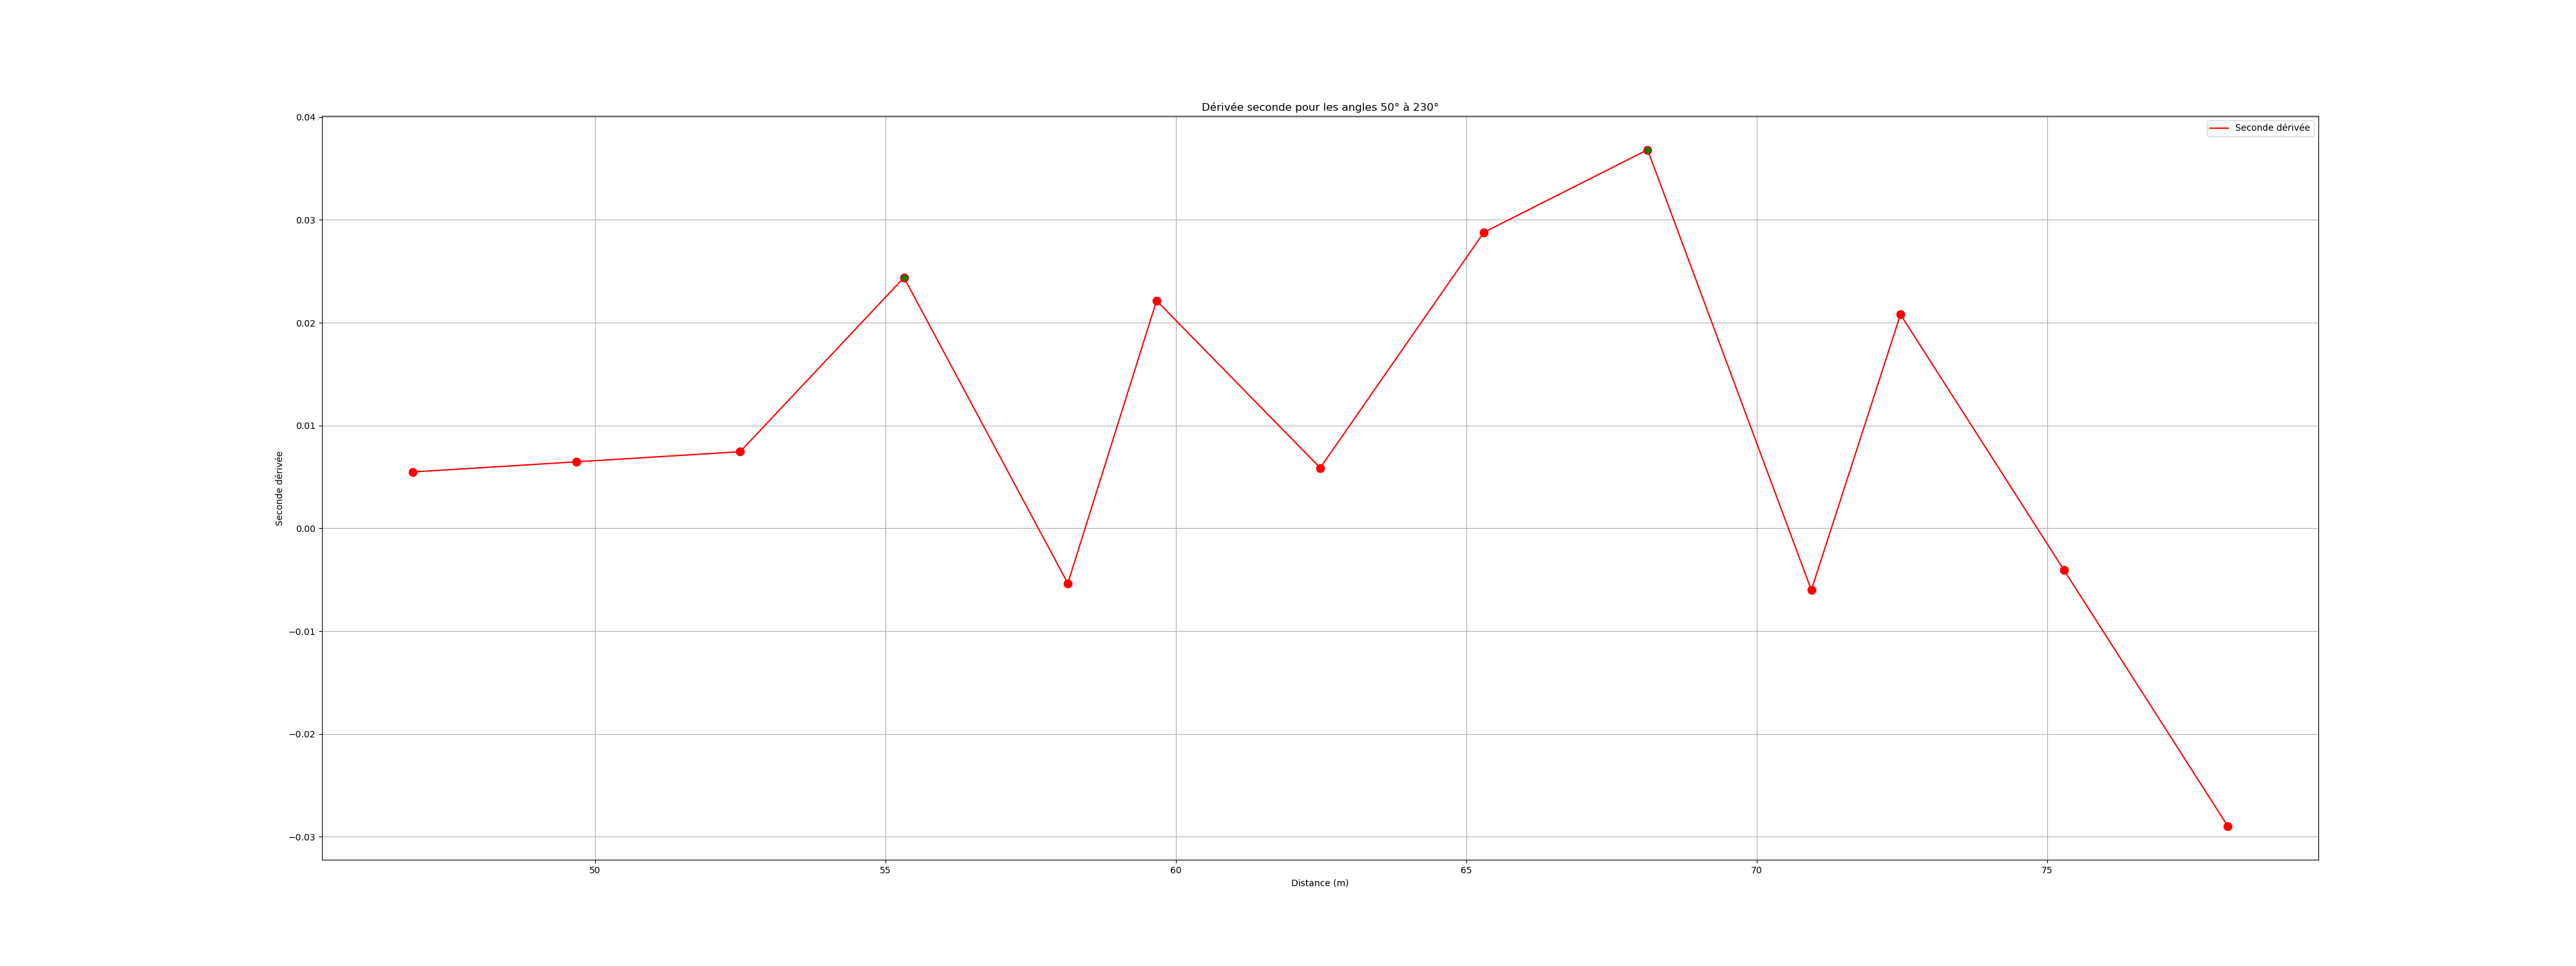 Dérivée seconde pour les angles 50° à 230°
Seconde dérivée
0.04
0.03
0.02
0.01
0.00
−0.01
−0.02
−0.03
Seconde dérivée
50 55 60 65 70 75
Distance (m)